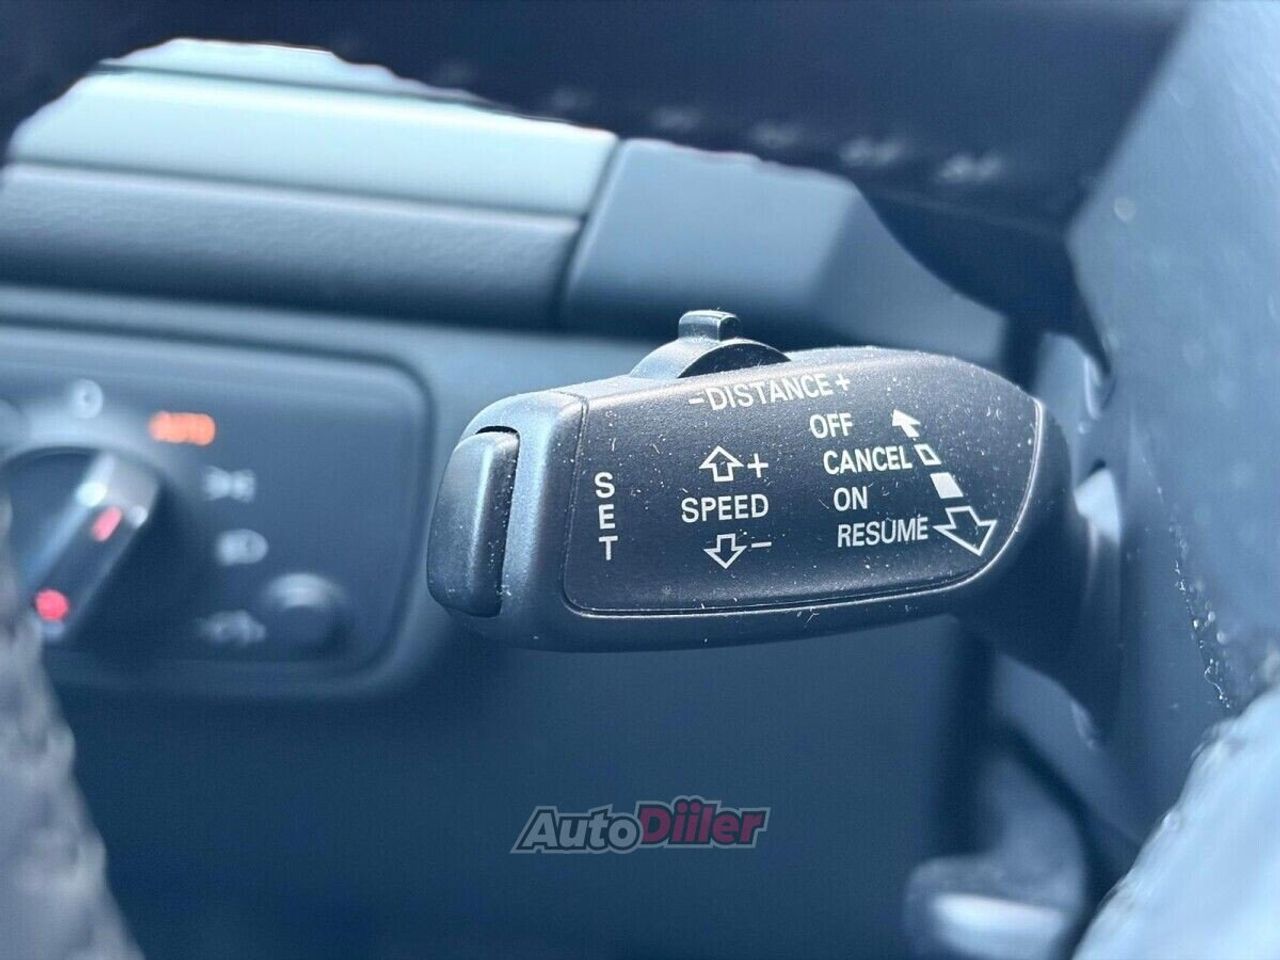 -DISTANCE+
OFF
CANCEL
ON
RESUME
+
SPEED
-
SET
AUTO
AutoDiiler